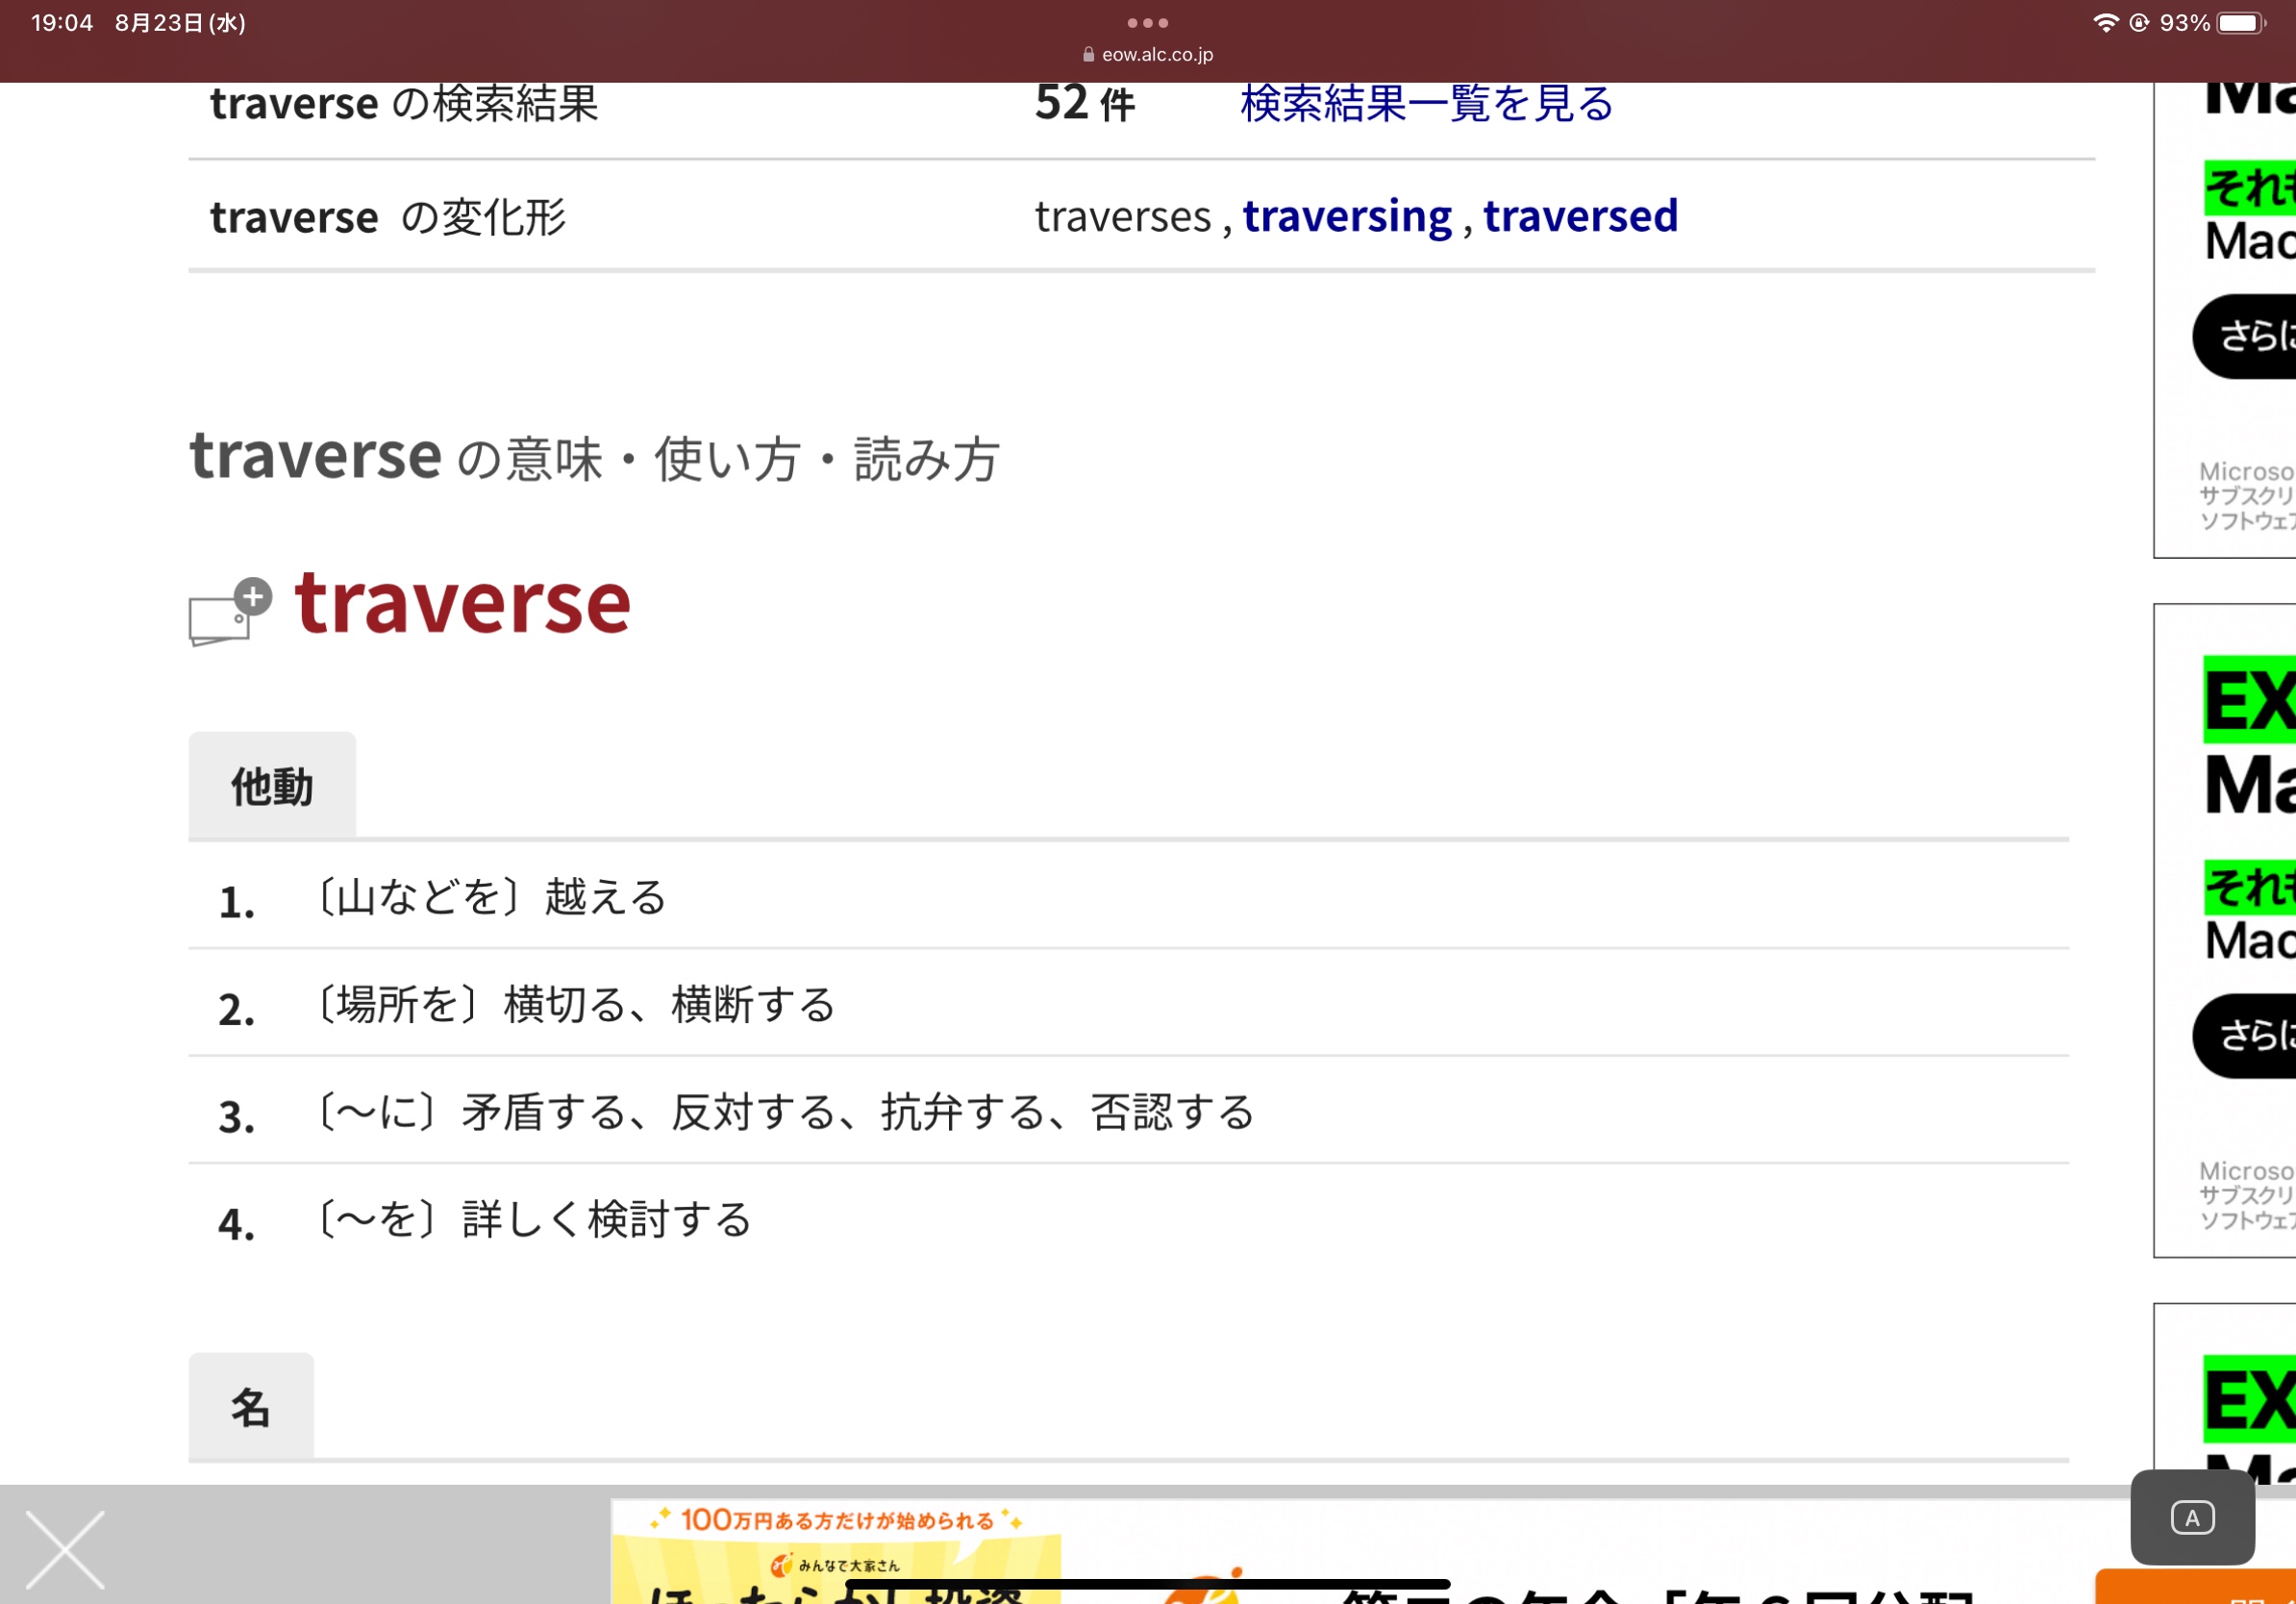 19:04 8月23日(水)
93%
eow.alc.co.jp
traverse の検索結果 52 件 検索結果一覧を見る
traverse の変化形 traverses , traversing , traversed
traverse の意味・使い方・読み方
traverse
他動
1. 〔山などを〕越える
2. 〔場所を〕横切る、横断する
3. 〔～に〕矛盾する、反対する、抗弁する、否認する
4. 〔～を〕詳しく検討する
名
それも
Mac
さらに
Microso
サブスクリ
ソフトウェア
EX
Ma
それも
Mac
さらに
Microso
サブスクリ
ソフトウェア
EX
Ma
A
100万円ある方だけが始められる
みんなで大家さん